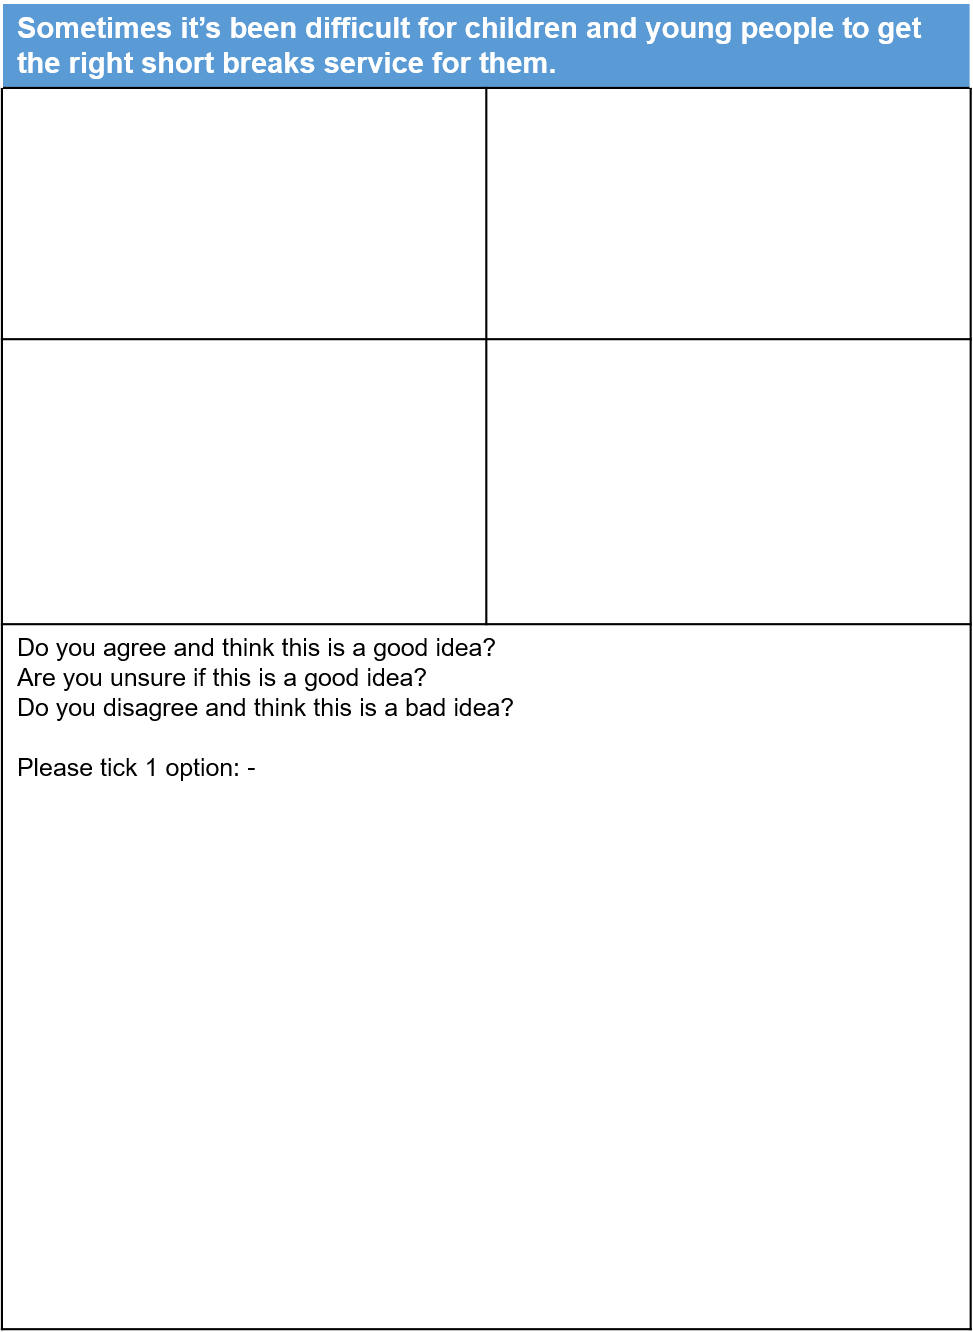 Sometimes it’s been difficult for children and young people to get
the right short breaks service for them.
Do you agree and think this is a good idea?
Are you unsure if this is a good idea?
Do you disagree and think this is a bad idea?
Please tick 1 option: -